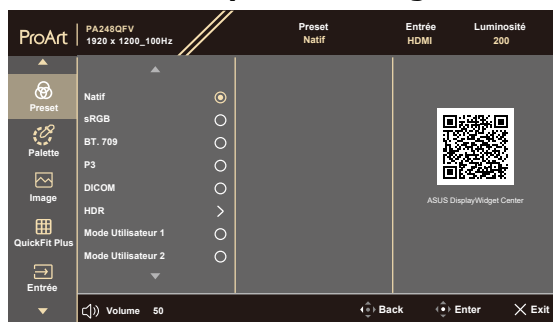 ProArt
PA248QFV
1920 x 1200_100Hz
Preset
Natif
Entrée
HDMI
Luminosité
200
Preset
Palette
Image
QuickFit Plus
Entrée
Natif
sRGB
BT. 709
P3
DICOM
HDR
Mode Utilisateur 1
Mode Utilisateur 2
ASUS DisplayWidget Center
Volume 50
Back
Enter
Exit